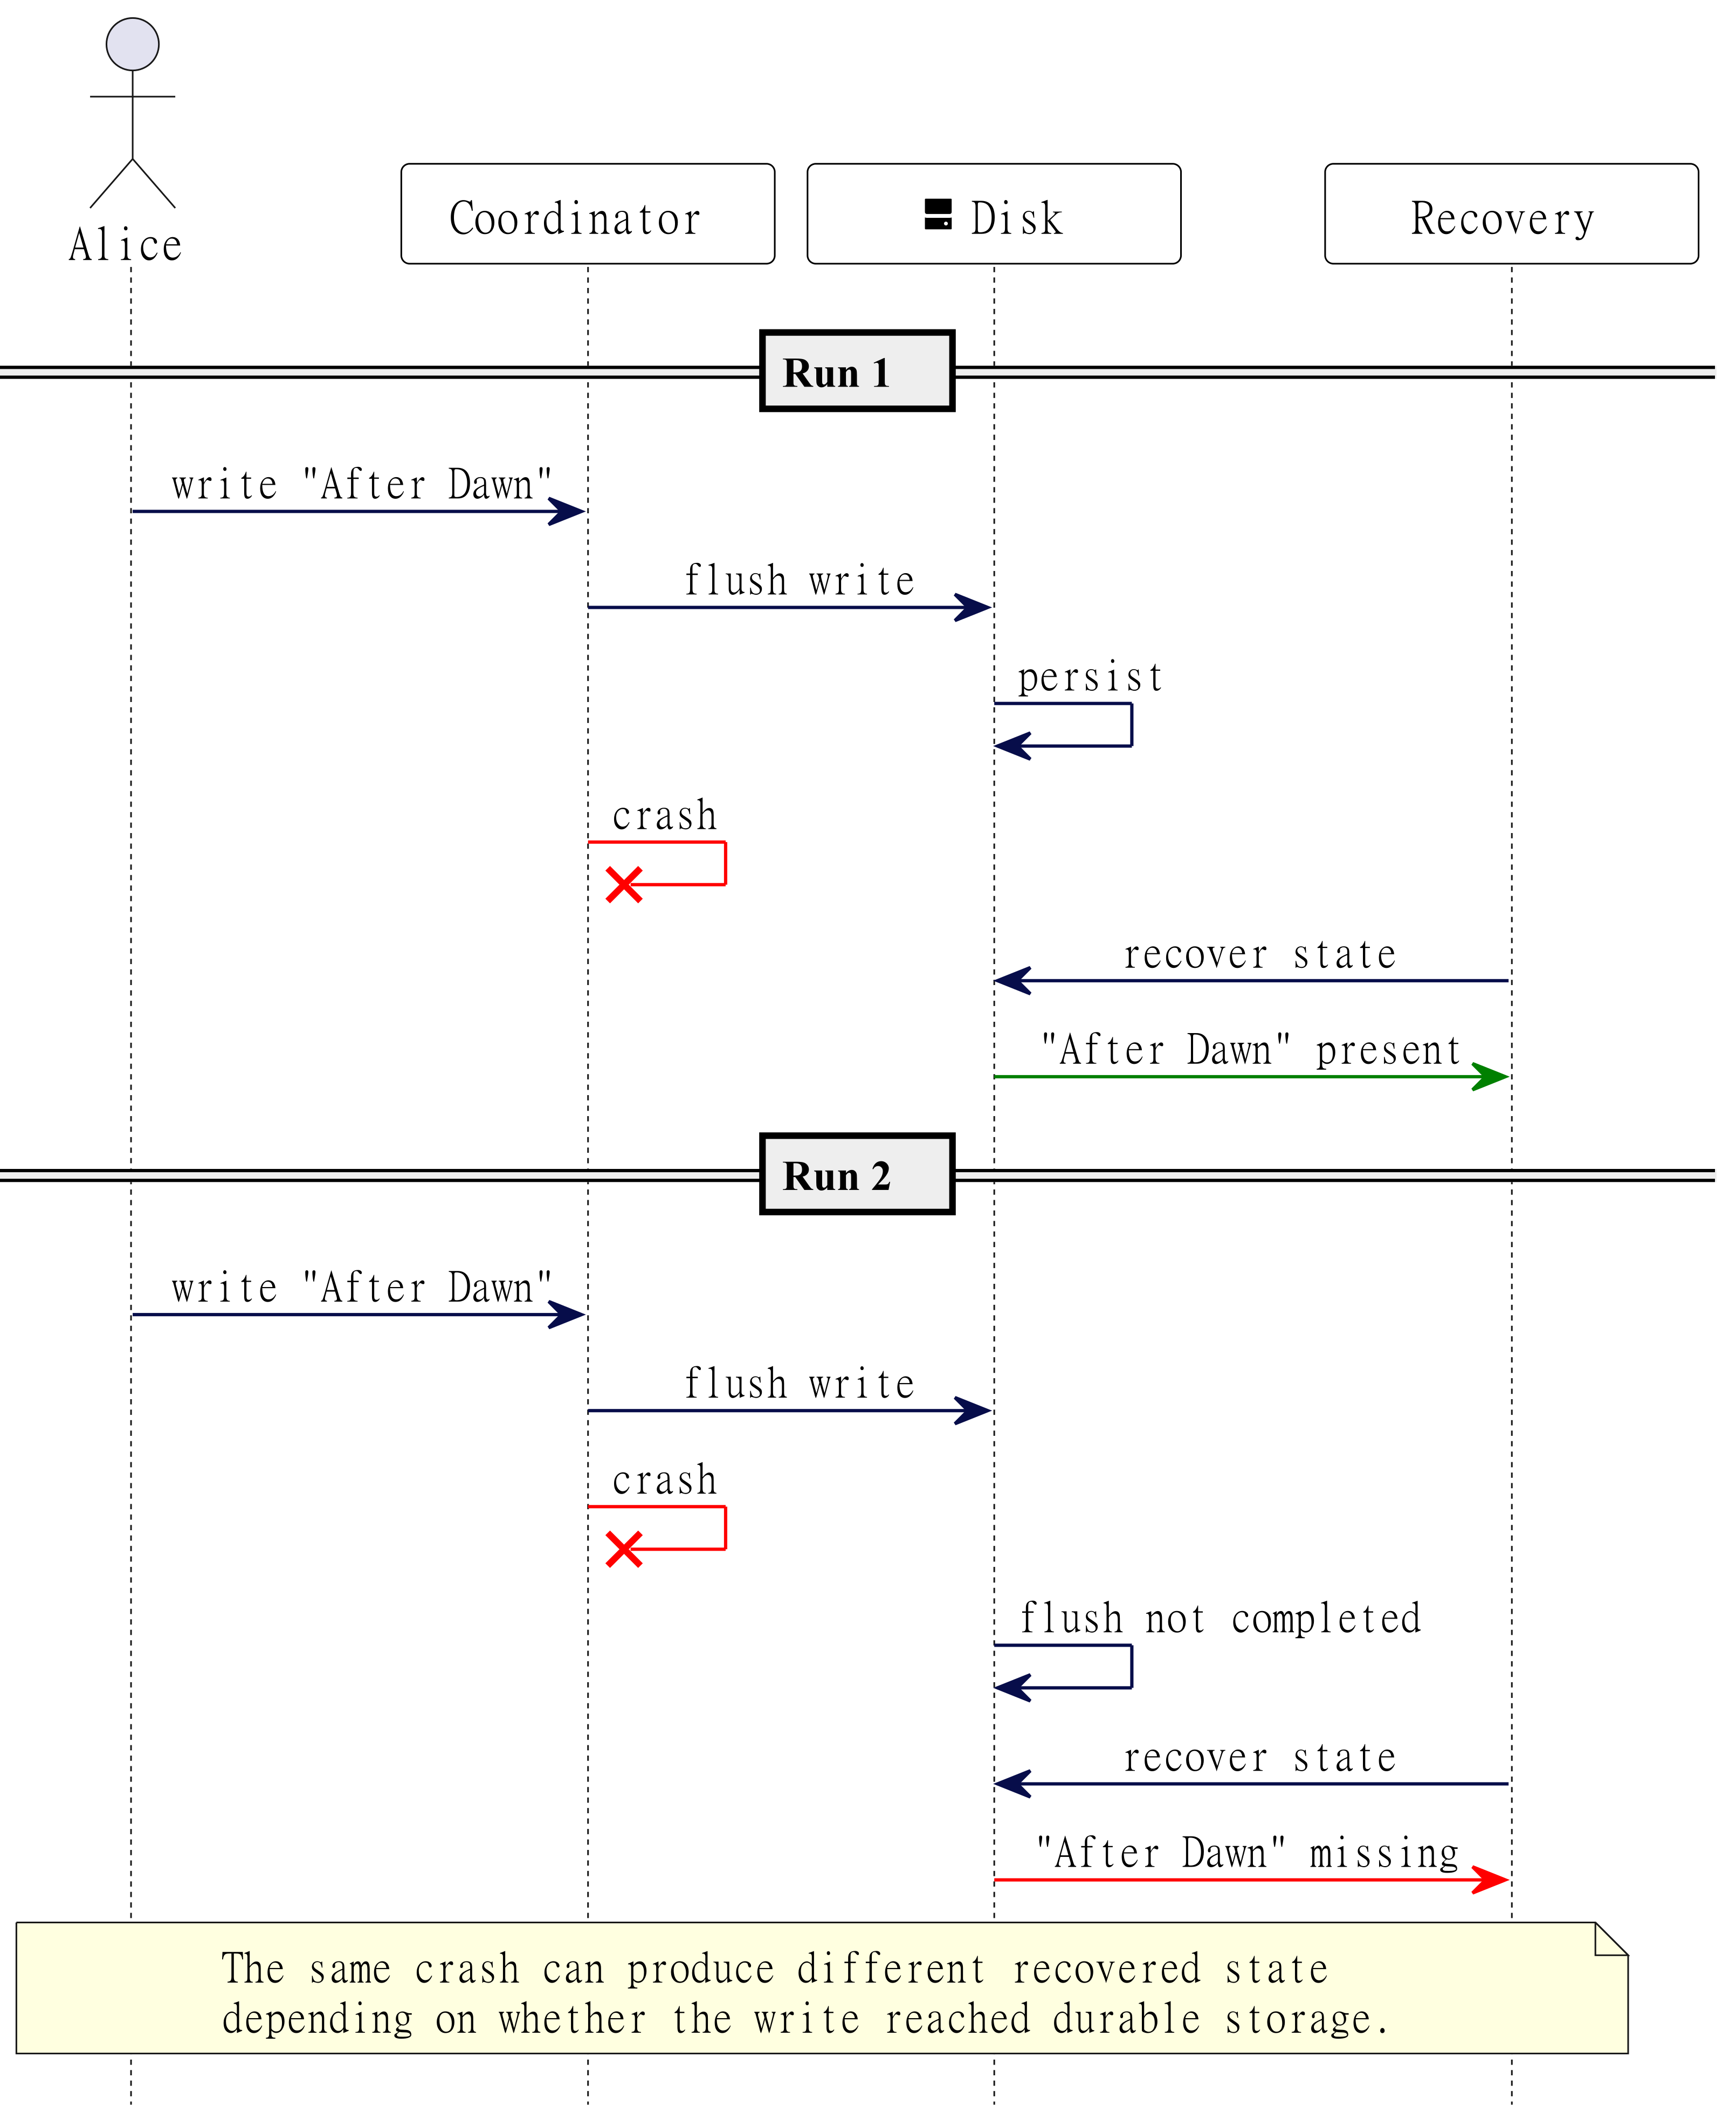 Alice
Coordinator
Disk
Recovery
Run 1
write "After Dawn"
flush write
persist
crash
recover state
"After Dawn" present
Run 2
write "After Dawn"
flush write
crash
flush not completed
recover state
"After Dawn" missing
The same crash can produce different recovered state
depending on whether the write reached durable storage.